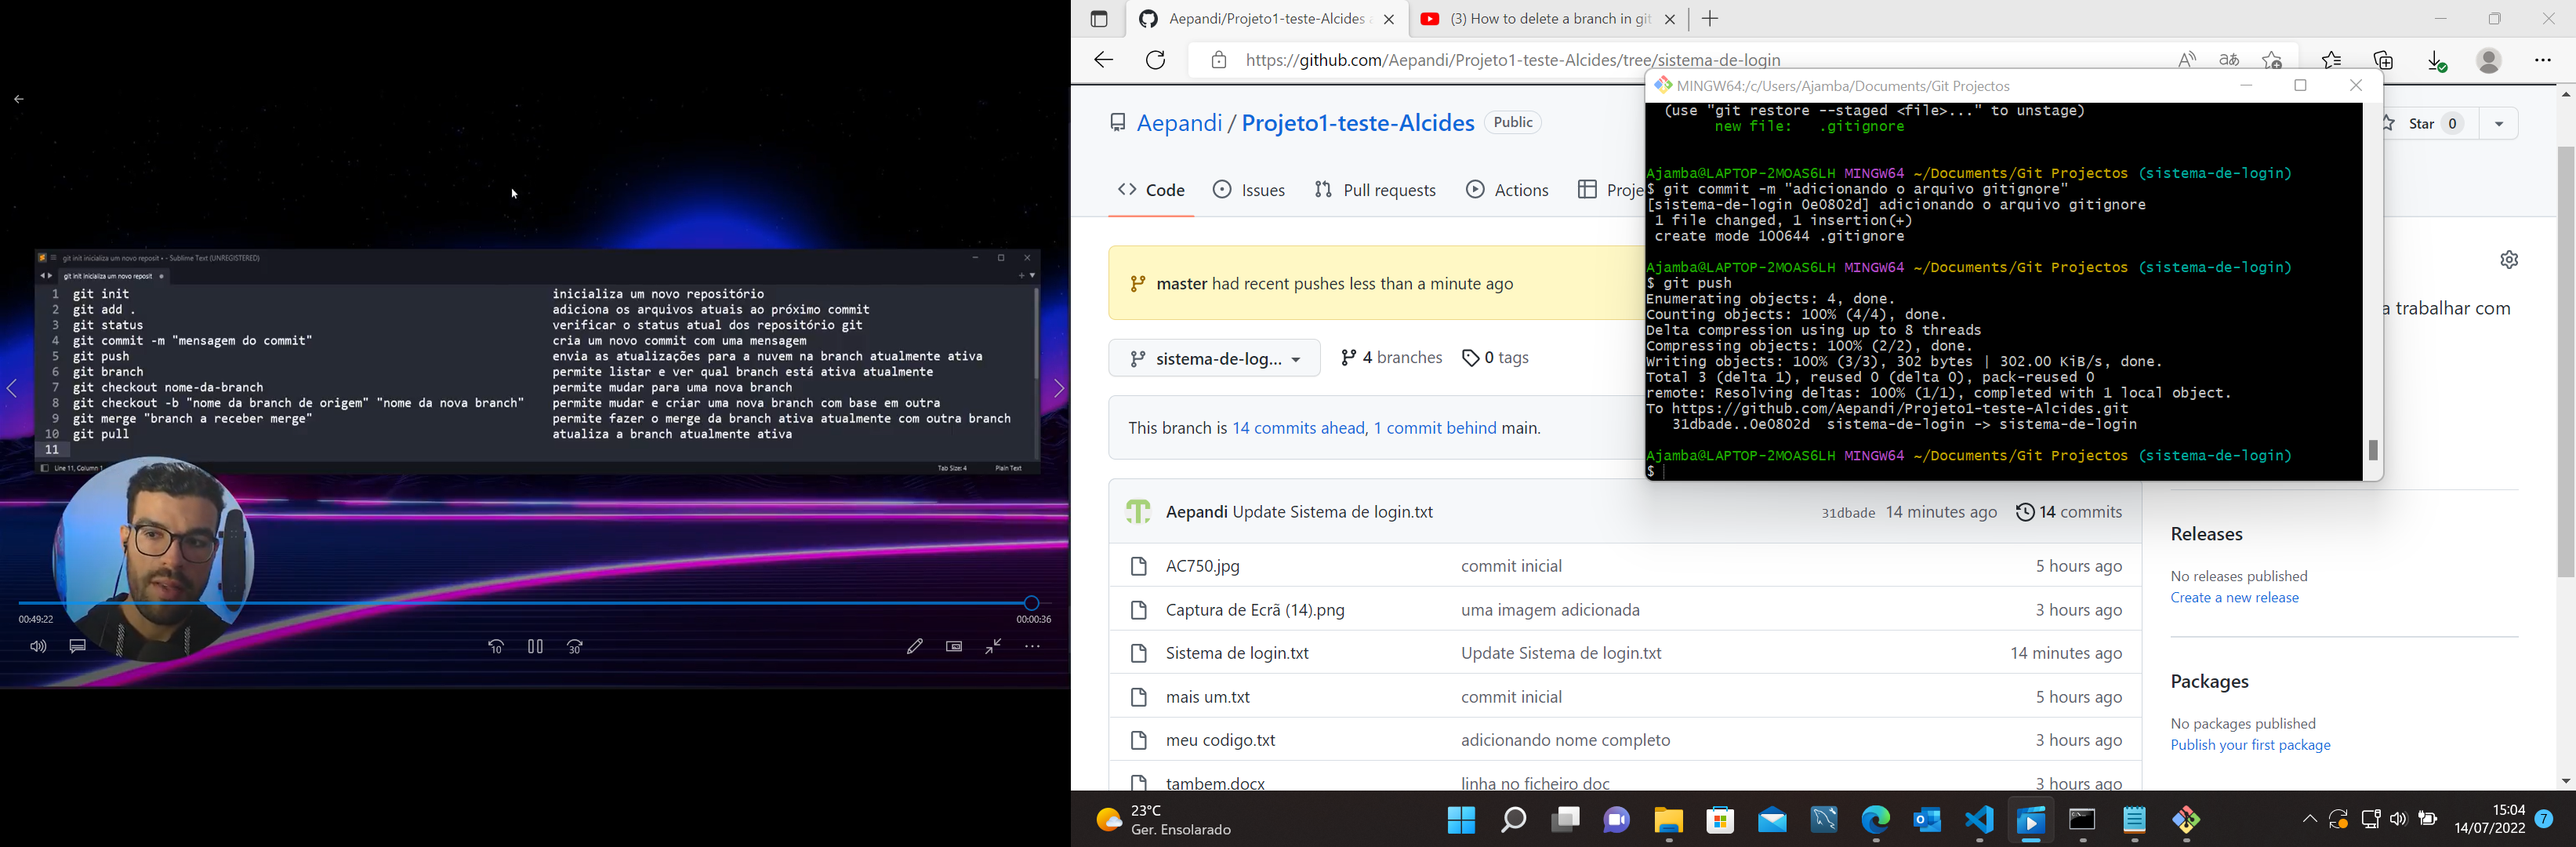 git init inicializa um novo reposit • - Sublime Text (UNREGISTERED)
git init inicializa um novo reposit
1 git init inicializa um novo repositório
2 git add . adiciona os arquivos atuais ao próximo commit
3 git status verificar o status atual dos repositório git
4 git commit -m "mensagem do commit" cria um novo commit com uma mensagem
5 git push envia as atualizações para a nuvem na branch atualmente ativa
6 git branch permite listar e ver qual branch está ativa atualmente
7 git checkout nome-da-branch permite mudar para uma nova branch
8 git checkout -b "nome da branch de origem" "nome da nova branch" permite mudar e criar uma nova branch com base em outra
9 git merge "branch a receber merge" permite fazer o merge da branch ativa atualmente com outra branch
10 git pull atualiza a branch atualmente ativa
11
Line 11, Column 1 Tab Size: 4 Plain Text
00:49:22 00:00:36
10 30
Aepandi/Projeto1-teste-Alcides (3) How to delete a branch in git
https://github.com/Aepandi/Projeto1-teste-Alcides/tree/sistema-de-login
Aepandi / Projeto1-teste-Alcides Public
Star 0
Code Issues Pull requests Actions Proje
master had recent pushes less than a minute ago
sistema-de-log... 4 branches 0 tags
This branch is 14 commits ahead, 1 commit behind main.
Aepandi Update Sistema de login.txt 31dbade 14 minutes ago 14 commits
AC750.jpg commit inicial 5 hours ago
Captura de Ecrã (14).png uma imagem adicionada 3 hours ago
Sistema de login.txt Update Sistema de login.txt 14 minutes ago
mais um.txt commit inicial 5 hours ago
meu codigo.txt adicionando nome completo 3 hours ago
tambem.docx linha no ficheiro doc 3 hours ago
MINGW64:/c/Users/Ajamba/Documents/Git Projectos
(use "git restore --staged <file>..." to unstage)
new file: .gitignore
Ajamba@LAPTOP-2MOAS6LH MINGW64 ~/Documents/Git Projectos (sistema-de-login)
$ git commit -m "adicionando o arquivo gitignore"
[sistema-de-login 0e0802d] adicionando o arquivo gitignore
1 file changed, 1 insertion(+)
create mode 100644 .gitignore
Ajamba@LAPTOP-2MOAS6LH MINGW64 ~/Documents/Git Projectos (sistema-de-login)
$ git push
Enumerating objects: 4, done.
Counting objects: 100% (4/4), done.
Delta compression using up to 8 threads
Compressing objects: 100% (2/2), done.
Writing objects: 100% (3/3), 302 bytes | 302.00 KiB/s, done.
Total 3 (delta 1), reused 0 (delta 0), pack-reused 0
remote: Resolving deltas: 100% (1/1), completed with 1 local object.
To https://github.com/Aepandi/Projeto1-teste-Alcides.git
31dbade..0e0802d sistema-de-login -> sistema-de-login
Ajamba@LAPTOP-2MOAS6LH MINGW64 ~/Documents/Git Projectos (sistema-de-login)
$
a trabalhar com
Releases
No releases published
Create a new release
Packages
No packages published
Publish your first package
23°C
Ger. Ensolarado
15:04
14/07/2022 7